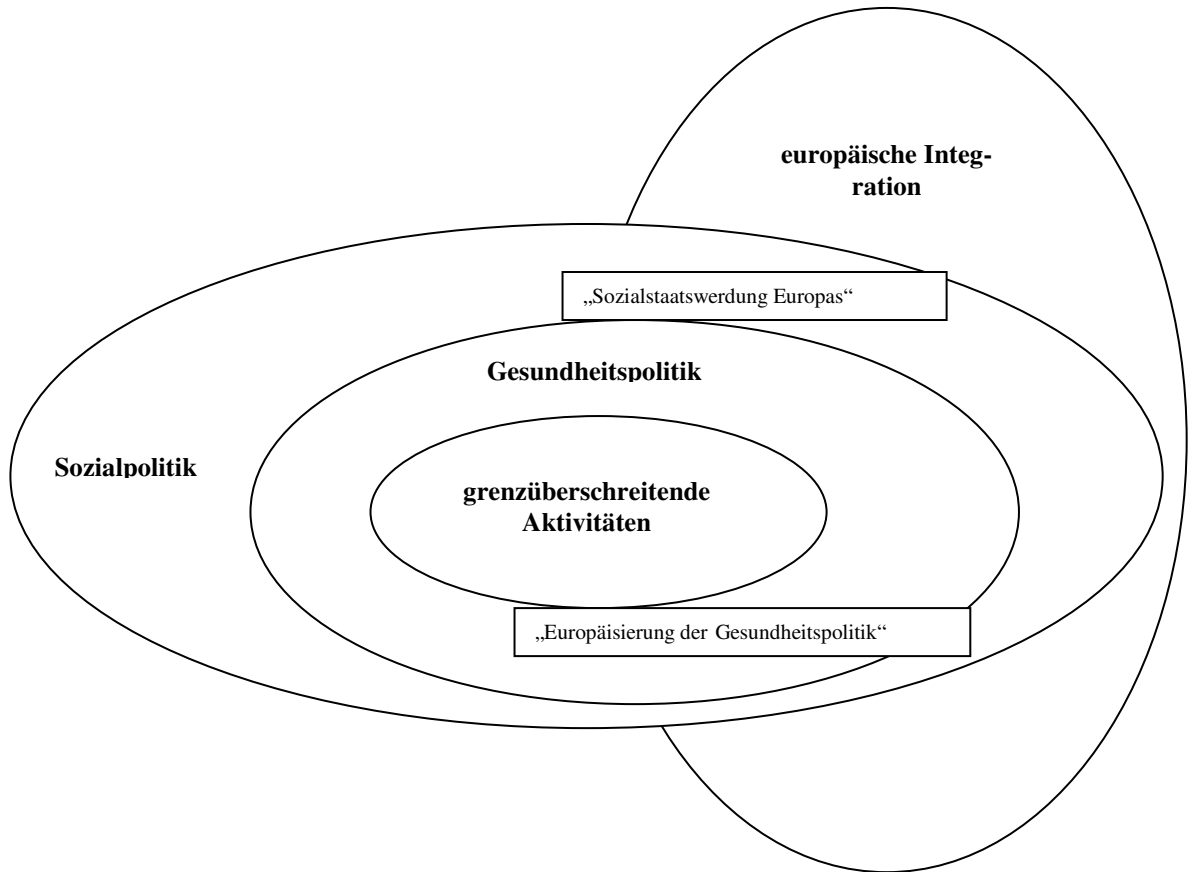 europäische Integ-
ration
„Sozialstaatswerdung Europas“
Gesundheitspolitik
Sozialpolitik
grenzüberschreitende
Aktivitäten
„Europäisierung der Gesundheitspolitik“